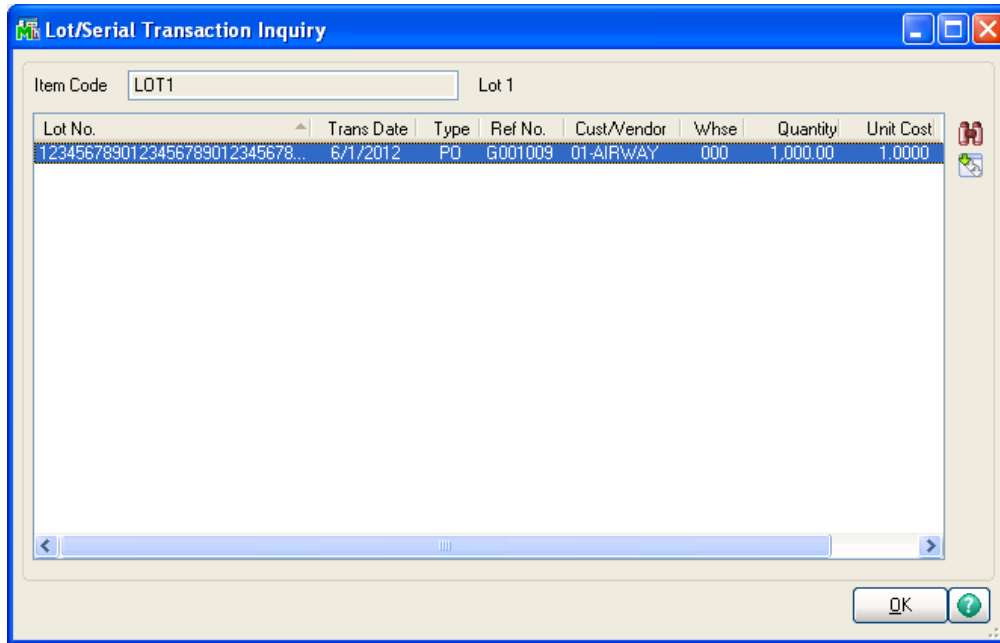 Lot/Serial Transaction Inquiry
Item Code LOT1 Lot 1
Lot No. Trans Date Type Ref No. Cust/Vendor Whse Quantity Unit Cost
1234567890123456789012345678... 6/1/2012 PO G001009 01-AIRWAY 000 1,000.00 1.0000
OK ?